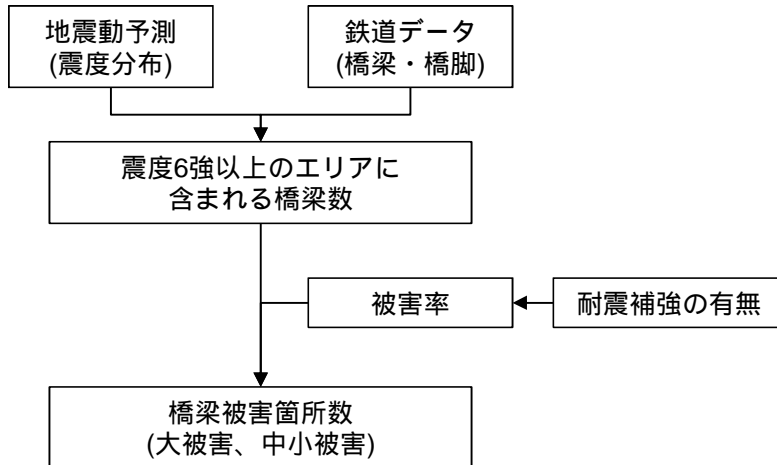 地震動予測
(震度分布)
鉄道データ
(橋梁・橋脚)
震度6強以上のエリアに
含まれる橋梁数
被害率
耐震補強の有無
橋梁被害箇所数
(大被害、中小被害)